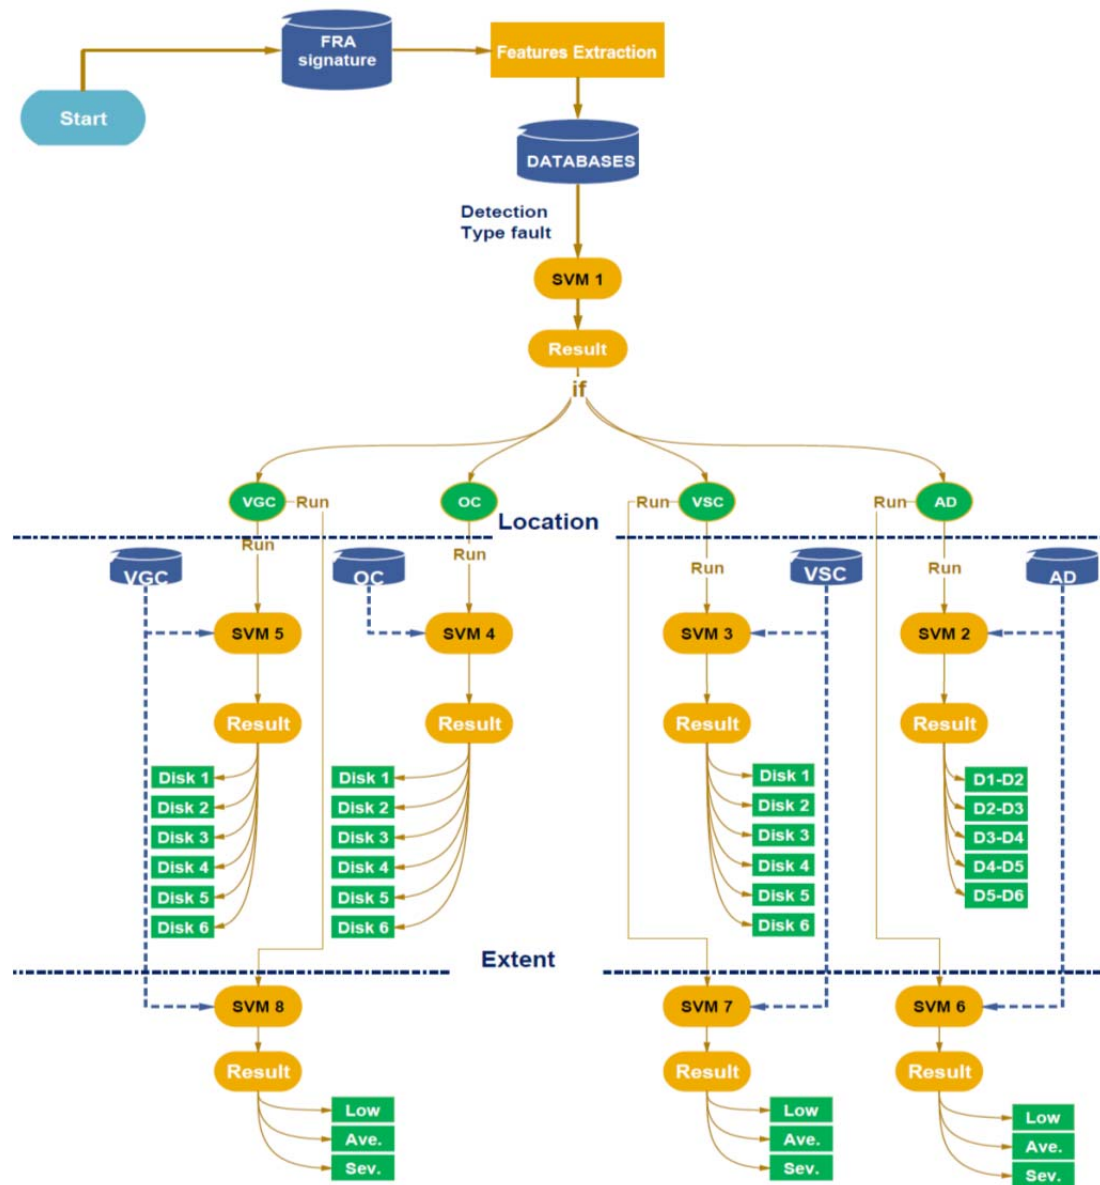 FRA
signature
Features Extraction
Start
DATABASES
Detection
Type fault
SVM 1
Result
if
VGC
Run
OC
Run
VSC
Run
AD
Location
Run
Run
Run
Run
VGC
OC
VSC
AD
SVM 5
SVM 4
SVM 3
SVM 2
Result
Result
Result
Result
Disk 1
Disk 2
Disk 3
Disk 4
Disk 5
Disk 6
Disk 1
Disk 2
Disk 3
Disk 4
Disk 5
Disk 6
Disk 1
Disk 2
Disk 3
Disk 4
Disk 5
Disk 6
D1-D2
D2-D3
D3-D4
D4-D5
D5-D6
Extent
SVM 8
SVM 7
SVM 6
Result
Result
Result
Low
Ave.
Sev.
Low
Ave.
Sev.
Low
Ave.
Sev.